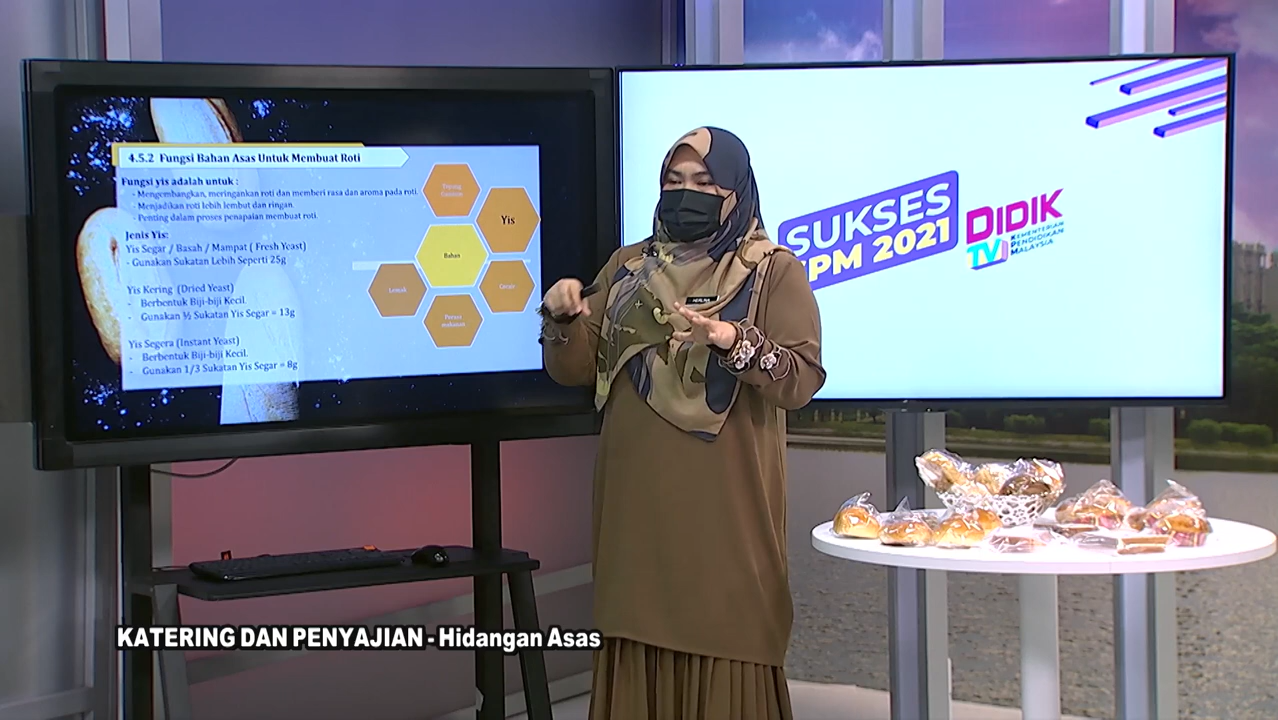 4.5.2 Fungsi Bahan Asas Untuk Membuat Roti
Fungsi yis adalah untuk :
- Mengembangkan, meringankan roti dan memberi rasa dan aroma pada roti.
- Menjadikan roti lebih lembut dan ringan.
- Penting dalam proses penapaian membuat roti.
Jenis Yis:
Yis Segar / Basah / Mampat ( Fresh Yeast)
- Gunakan Sukatan Lebih Seperti 25g
Yis Kering (Dried Yeast)
- Berbentuk Biji-biji Kecil.
- Gunakan ½ Sukatan Yis Segar = 13g
Yis Segera (Instant Yeast)
- Berbentuk Biji-biji Kecil.
- Gunakan 1/3 Sukatan Yis Segar = 8g
Yis
Bahan
Lemak
Perasa
makanan
SUKSES
PM 2021
DIDIK
TV
KEMENTERIAN
PENDIDIKAN
MALAYSIA
KATERING DAN PENYAJIAN - Hidangan Asas